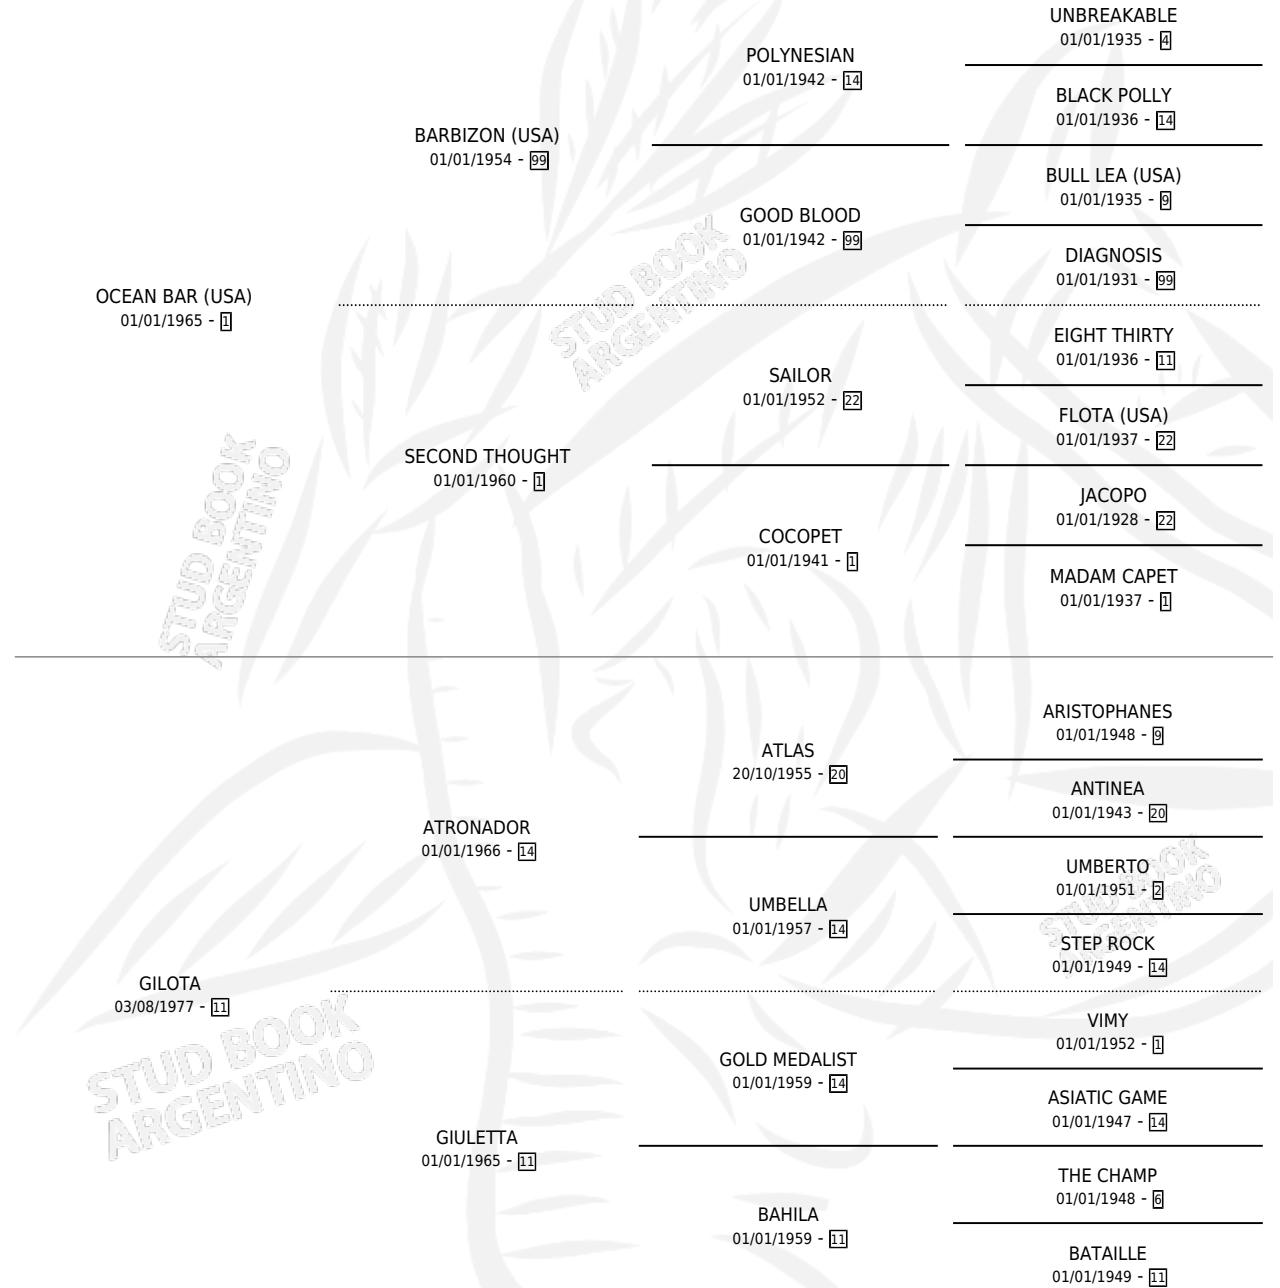 UNBREAKABLE
01/01/1935 - 4
POLYNESIAN
01/01/1942 - 14
BLACK POLLY
01/01/1936 - 14
BARBIZON (USA)
01/01/1954 - 99
BULL LEA (USA)
01/01/1935 - 9
GOOD BLOOD
01/01/1942 - 99
DIAGNOSIS
01/01/1931 - 99
OCEAN BAR (USA)
01/01/1965 - 1
EIGHT THIRTY
01/01/1936 - 11
SAILOR
01/01/1952 - 22
FLOTA (USA)
01/01/1937 - 22
SECOND THOUGHT
01/01/1960 - 1
JACOPO
01/01/1928 - 22
COCOPET
01/01/1941 - 1
MADAM CAPET
01/01/1937 - 1
ARISTOPHANES
01/01/1948 - 9
ATLAS
20/10/1955 - 20
ANTINEA
01/01/1943 - 20
ATRONADOR
01/01/1966 - 14
UMBERTO
01/01/1951 - 2
UMBELLA
01/01/1957 - 14
STEP ROCK
01/01/1949 - 14
GILOTA
03/08/1977 - 11
VIMY
01/01/1952 - 1
GOLD MEDALIST
01/01/1959 - 14
ASIATIC GAME
01/01/1947 - 14
GIULETTA
01/01/1965 - 11
THE CHAMP
01/01/1948 - 6
BAHILA
01/01/1959 - 11
BATAILLE
01/01/1949 - 11
STUD BOOK
ARGENTINO
STUD BOOK
ARGENTINO
STUD BOOK
ARGENTINO
STUD BOOK
ARGENTINO